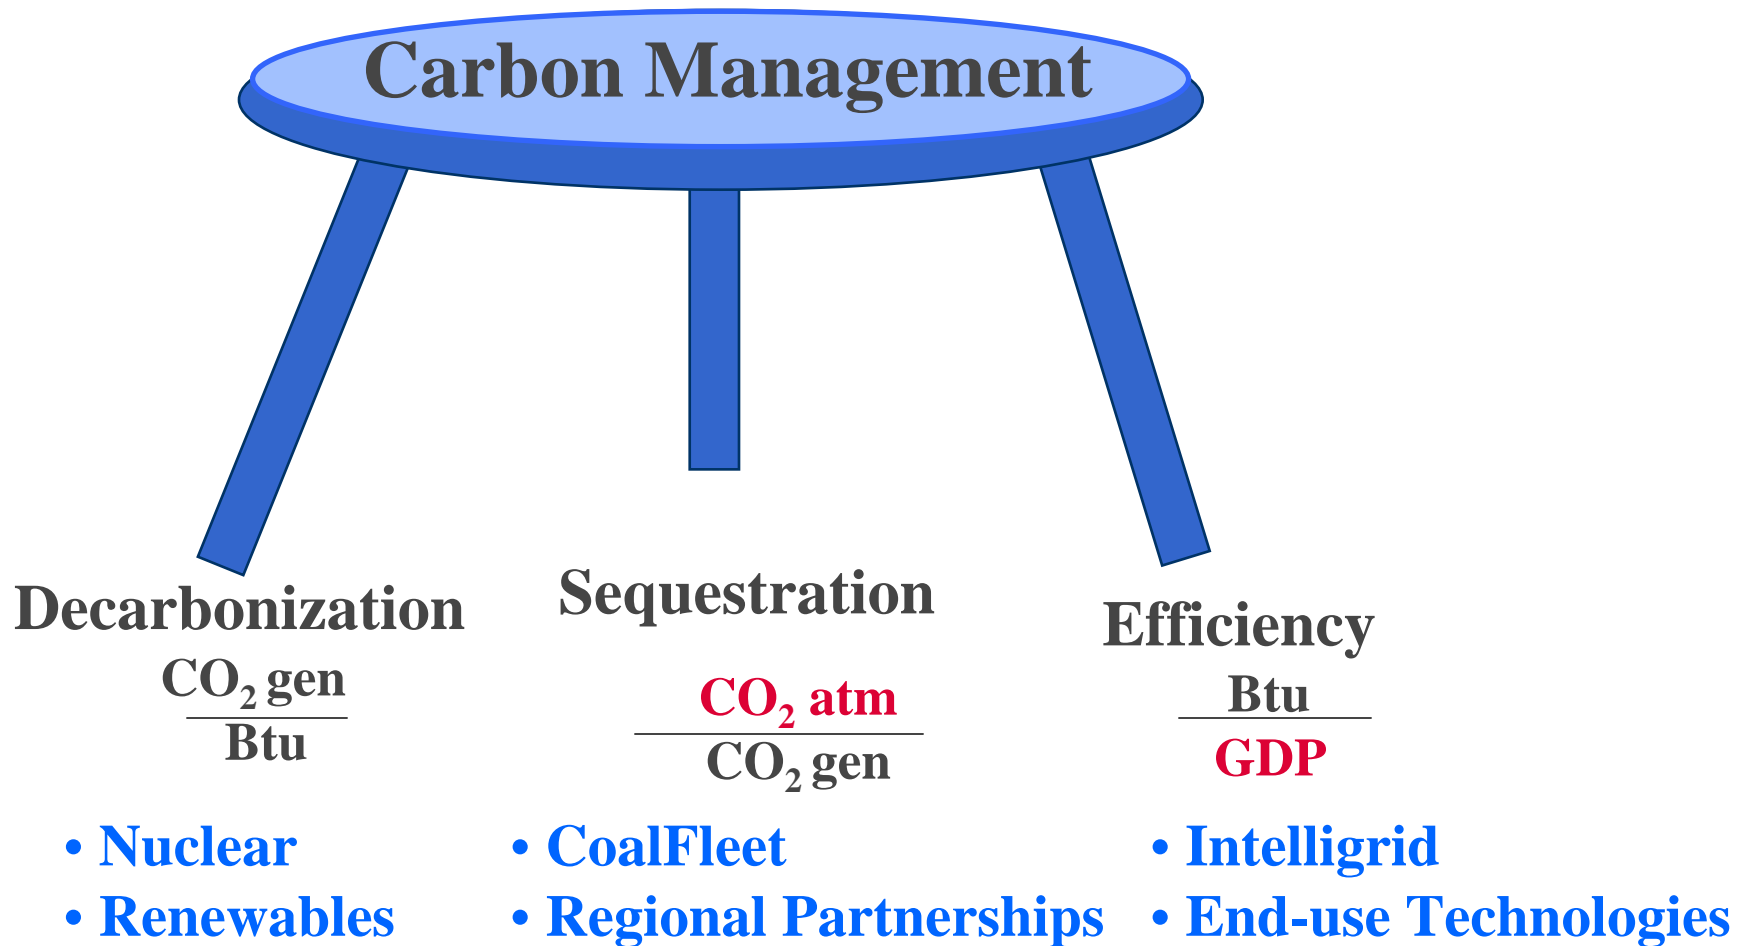 Carbon Management
Decarbonization
CO₂ gen
Btu
• Nuclear
• Renewables
Sequestration
CO₂ atm
CO₂ gen
• CoalFleet
• Regional Partnerships
Efficiency
Btu
GDP
• Intelligrid
• End-use Technologies